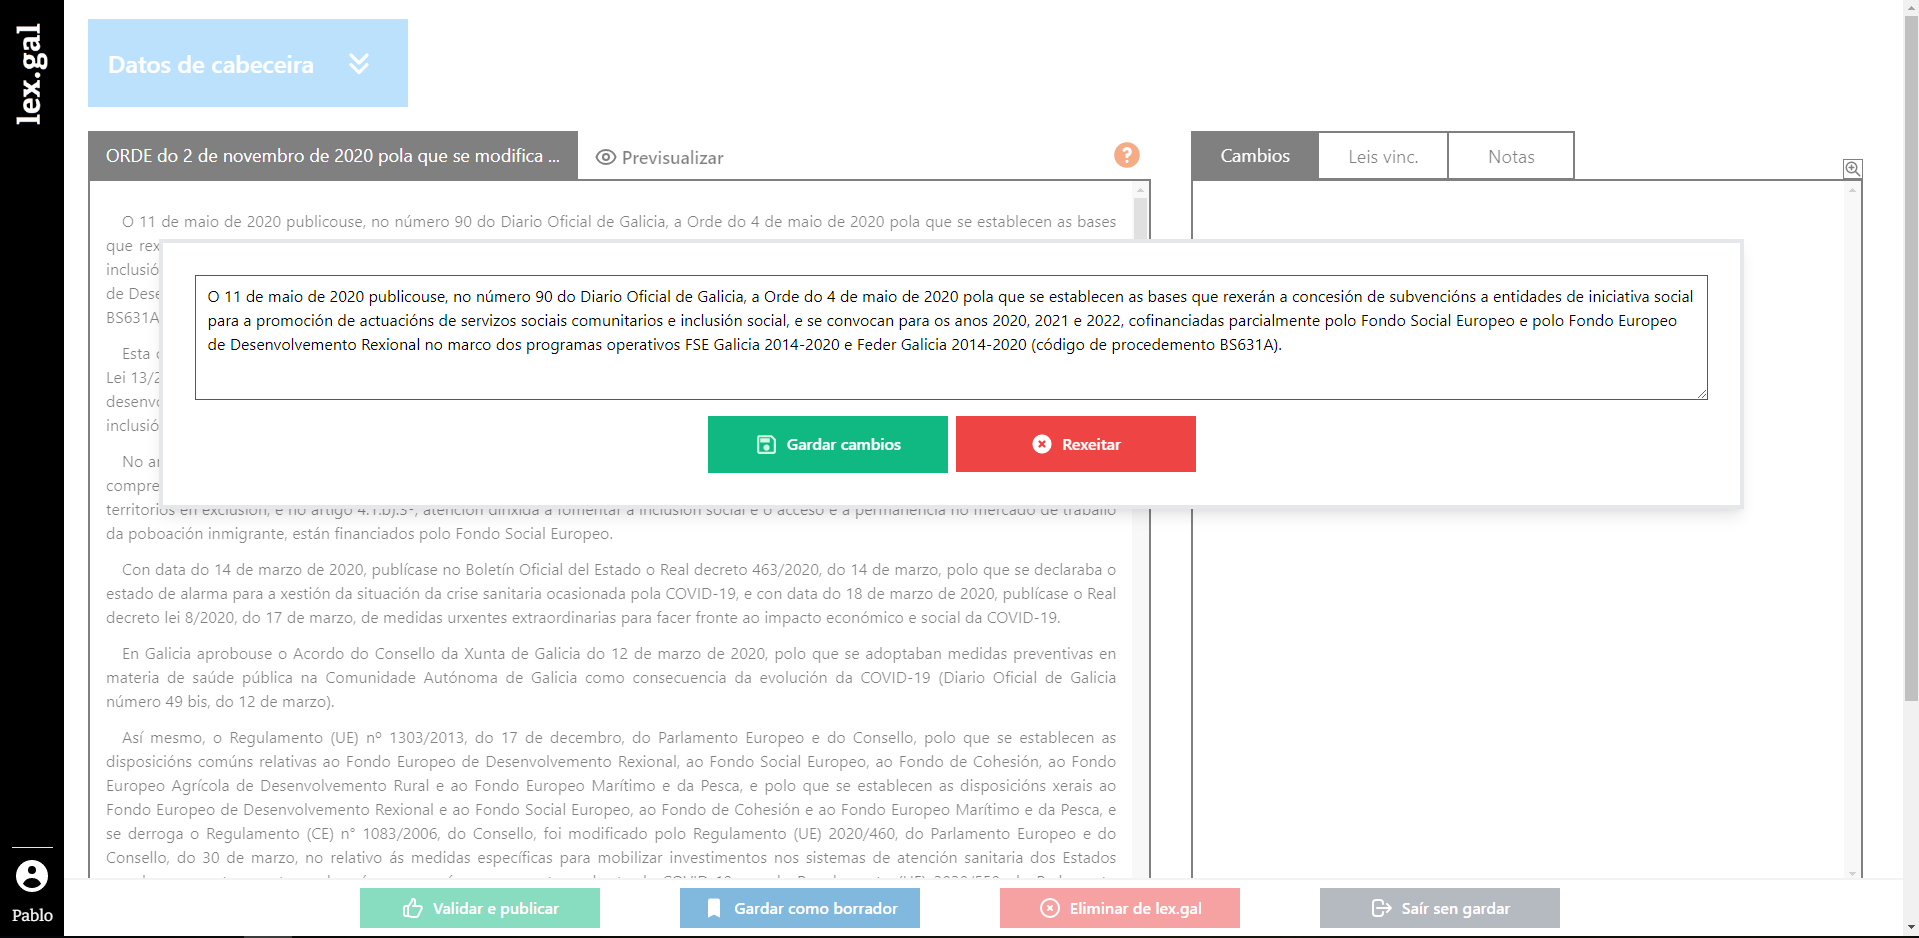 lex.gal
Datos de cabeceira
ORDE do 2 de novembro de 2020 pola que se modifica ...
Previsualizar
?
Cambios
Leis vinc.
Notas
O 11 de maio de 2020 publicouse, no número 90 do Diario Oficial de Galicia, a Orde do 4 de maio de 2020 pola que se establecen as bases
que rex
inclusió
de Dese
BS631A
O 11 de maio de 2020 publicouse, no número 90 do Diario Oficial de Galicia, a Orde do 4 de maio de 2020 pola que se establecen as bases que rexerán a concesión de subvencións a entidades de iniciativa social
para a promoción de actuacións de servizos sociais comunitarios e inclusión social, e se convocan para os anos 2020, 2021 e 2022, cofinanciadas parcialmente polo Fondo Social Europeo e polo Fondo Europeo
de Desenvolvemento Rexional no marco dos programas operativos FSE Galicia 2014-2020 e Feder Galicia 2014-2020 (código de procedemento BS631A).
Gardar cambios
Rexeitar
Esta
Lei 13/2
desenvo
inclusió
No ar
compre
territorios en exclusión, e no artigo 4.1.b).3ª, atención dirixida a fomentar a inclusión social e o acceso e a permanencia no mercado de traballo
da poboación inmigrante, están financiados polo Fondo Social Europeo.
Con data do 14 de marzo de 2020, publícase no Boletín Oficial del Estado o Real decreto 463/2020, do 14 de marzo, polo que se declaraba o
estado de alarma para a xestión da situación da crise sanitaria ocasionada pola COVID-19, e con data do 18 de marzo de 2020, publícase o Real
decreto lei 8/2020, do 17 de marzo, de medidas urxentes extraordinarias para facer fronte ao impacto económico e social da COVID-19.
En Galicia aprobouse o Acordo do Consello da Xunta de Galicia do 12 de marzo de 2020, polo que se adoptaban medidas preventivas en
materia de saúde pública na Comunidade Autónoma de Galicia como consecuencia da evolución da COVID-19 (Diario Oficial de Galicia
número 49 bis, do 12 de marzo).
Así mesmo, o Regulamento (UE) nº 1303/2013, do 17 de decembro, do Parlamento Europeo e do Consello, polo que se establecen as
disposicións comúns relativas ao Fondo Europeo de Desenvolvemento Rexional, ao Fondo Social Europeo, ao Fondo de Cohesión, ao Fondo
Europeo Agrícola de Desenvolvemento Rural e ao Fondo Europeo Marítimo e da Pesca, e polo que se establecen as disposicións xerais ao
Fondo Europeo de Desenvolvemento Rexional e ao Fondo Social Europeo, ao Fondo de Cohesión e ao Fondo Europeo Marítimo e da Pesca, e
se derroga o Regulamento (CE) n° 1083/2006, do Consello, foi modificado polo Regulamento (UE) 2020/460, do Parlamento Europeo e do
Consello, do 30 de marzo, no relativo ás medidas específicas para mobilizar investimentos nos sistemas de atención sanitaria dos Estados
Pablo
Validar e publicar
Gardar como borrador
Eliminar de lex.gal
Saír sen gardar